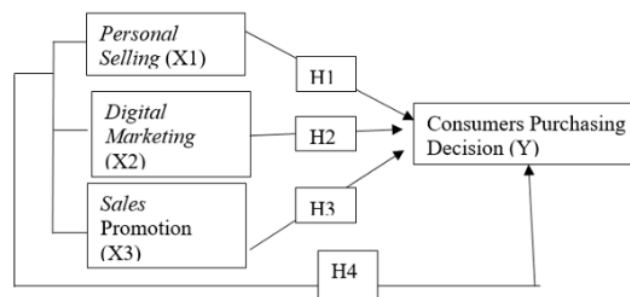 Personal
Selling (X1)
H1
Digital
Marketing
(X2)
H2
Consumers Purchasing
Decision (Y)
Sales
Promotion
(X3)
H3
H4